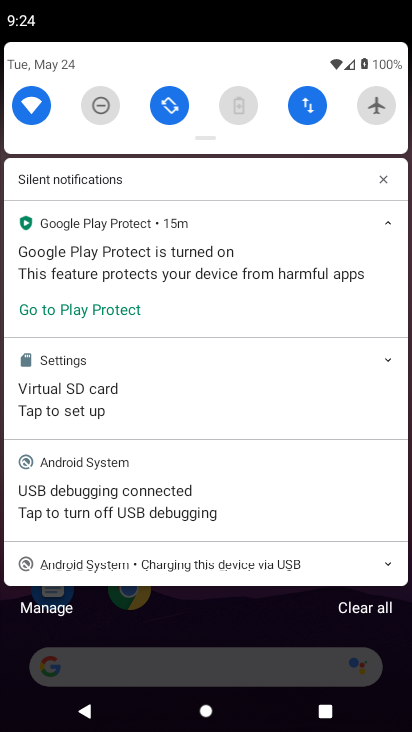 9:24
Tue, May 24
100%
Silent notifications
Google Play Protect • 15m
Google Play Protect is turned on
This feature protects your device from harmful apps
Go to Play Protect
Settings
Virtual SD card
Tap to set up
Android System
USB debugging connected
Tap to turn off USB debugging
Android System • Charging this device via USB
Manage
Clear all